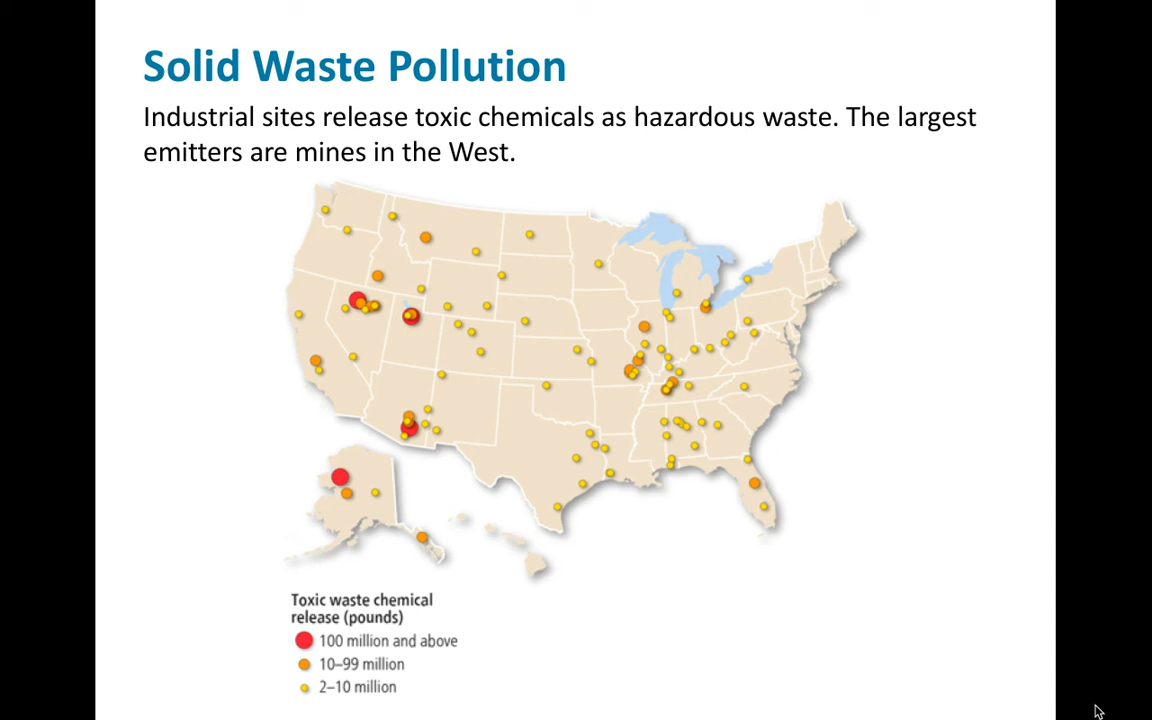 Solid Waste Pollution
Industrial sites release toxic chemicals as hazardous waste. The largest
emitters are mines in the West.
Toxic waste chemical
release (pounds)
100 million and above
10–99 million
2–10 million